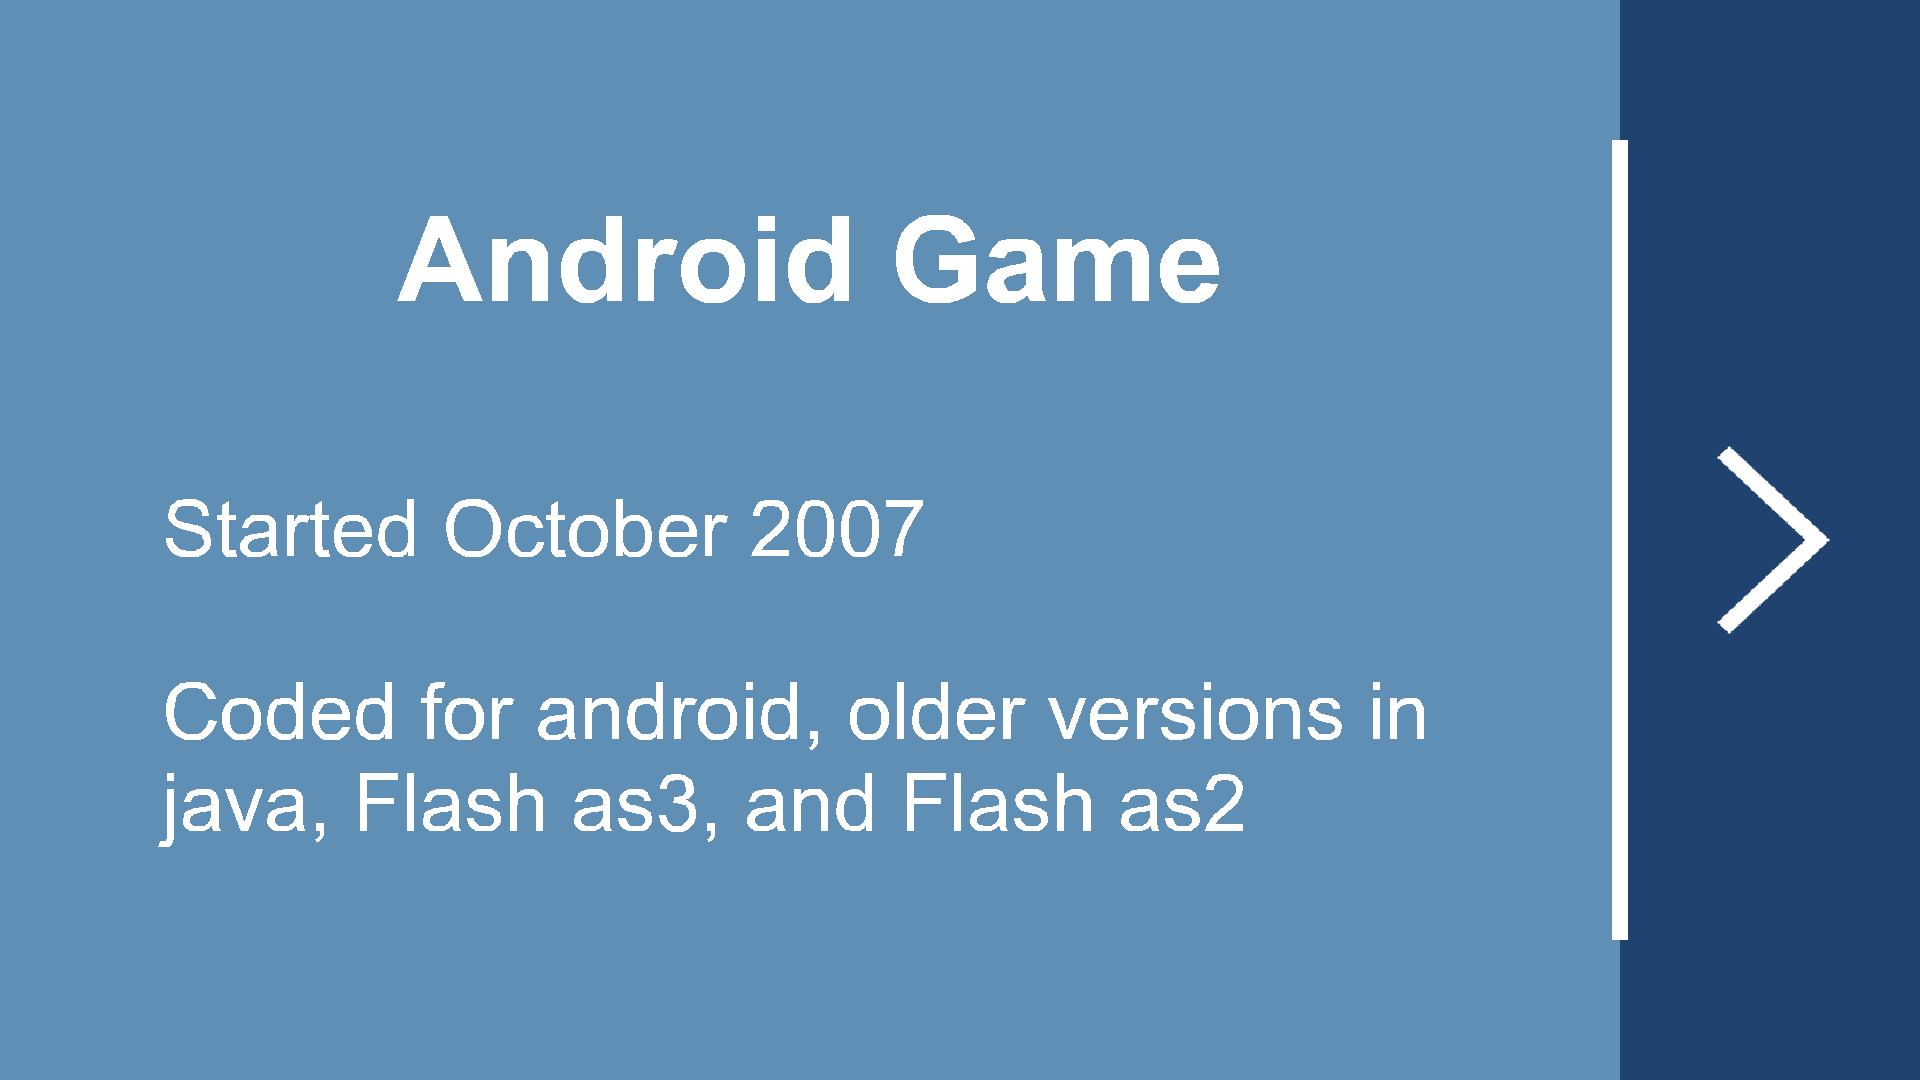 Android Game
Started October 2007
Coded for android, older versions in
java, Flash as3, and Flash as2